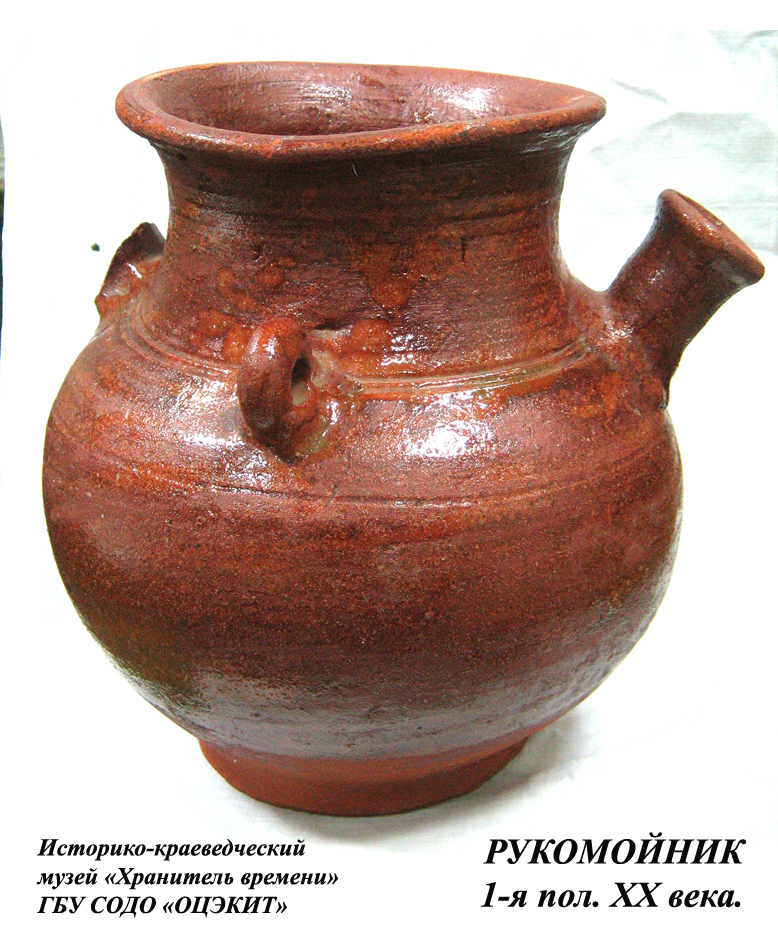 Историко-краеведческий
музей «Хранитель времени»
ГБУ СОДО «ОЦЭКИТ»
РУКОМОЙНИК
1-я пол. XX века.